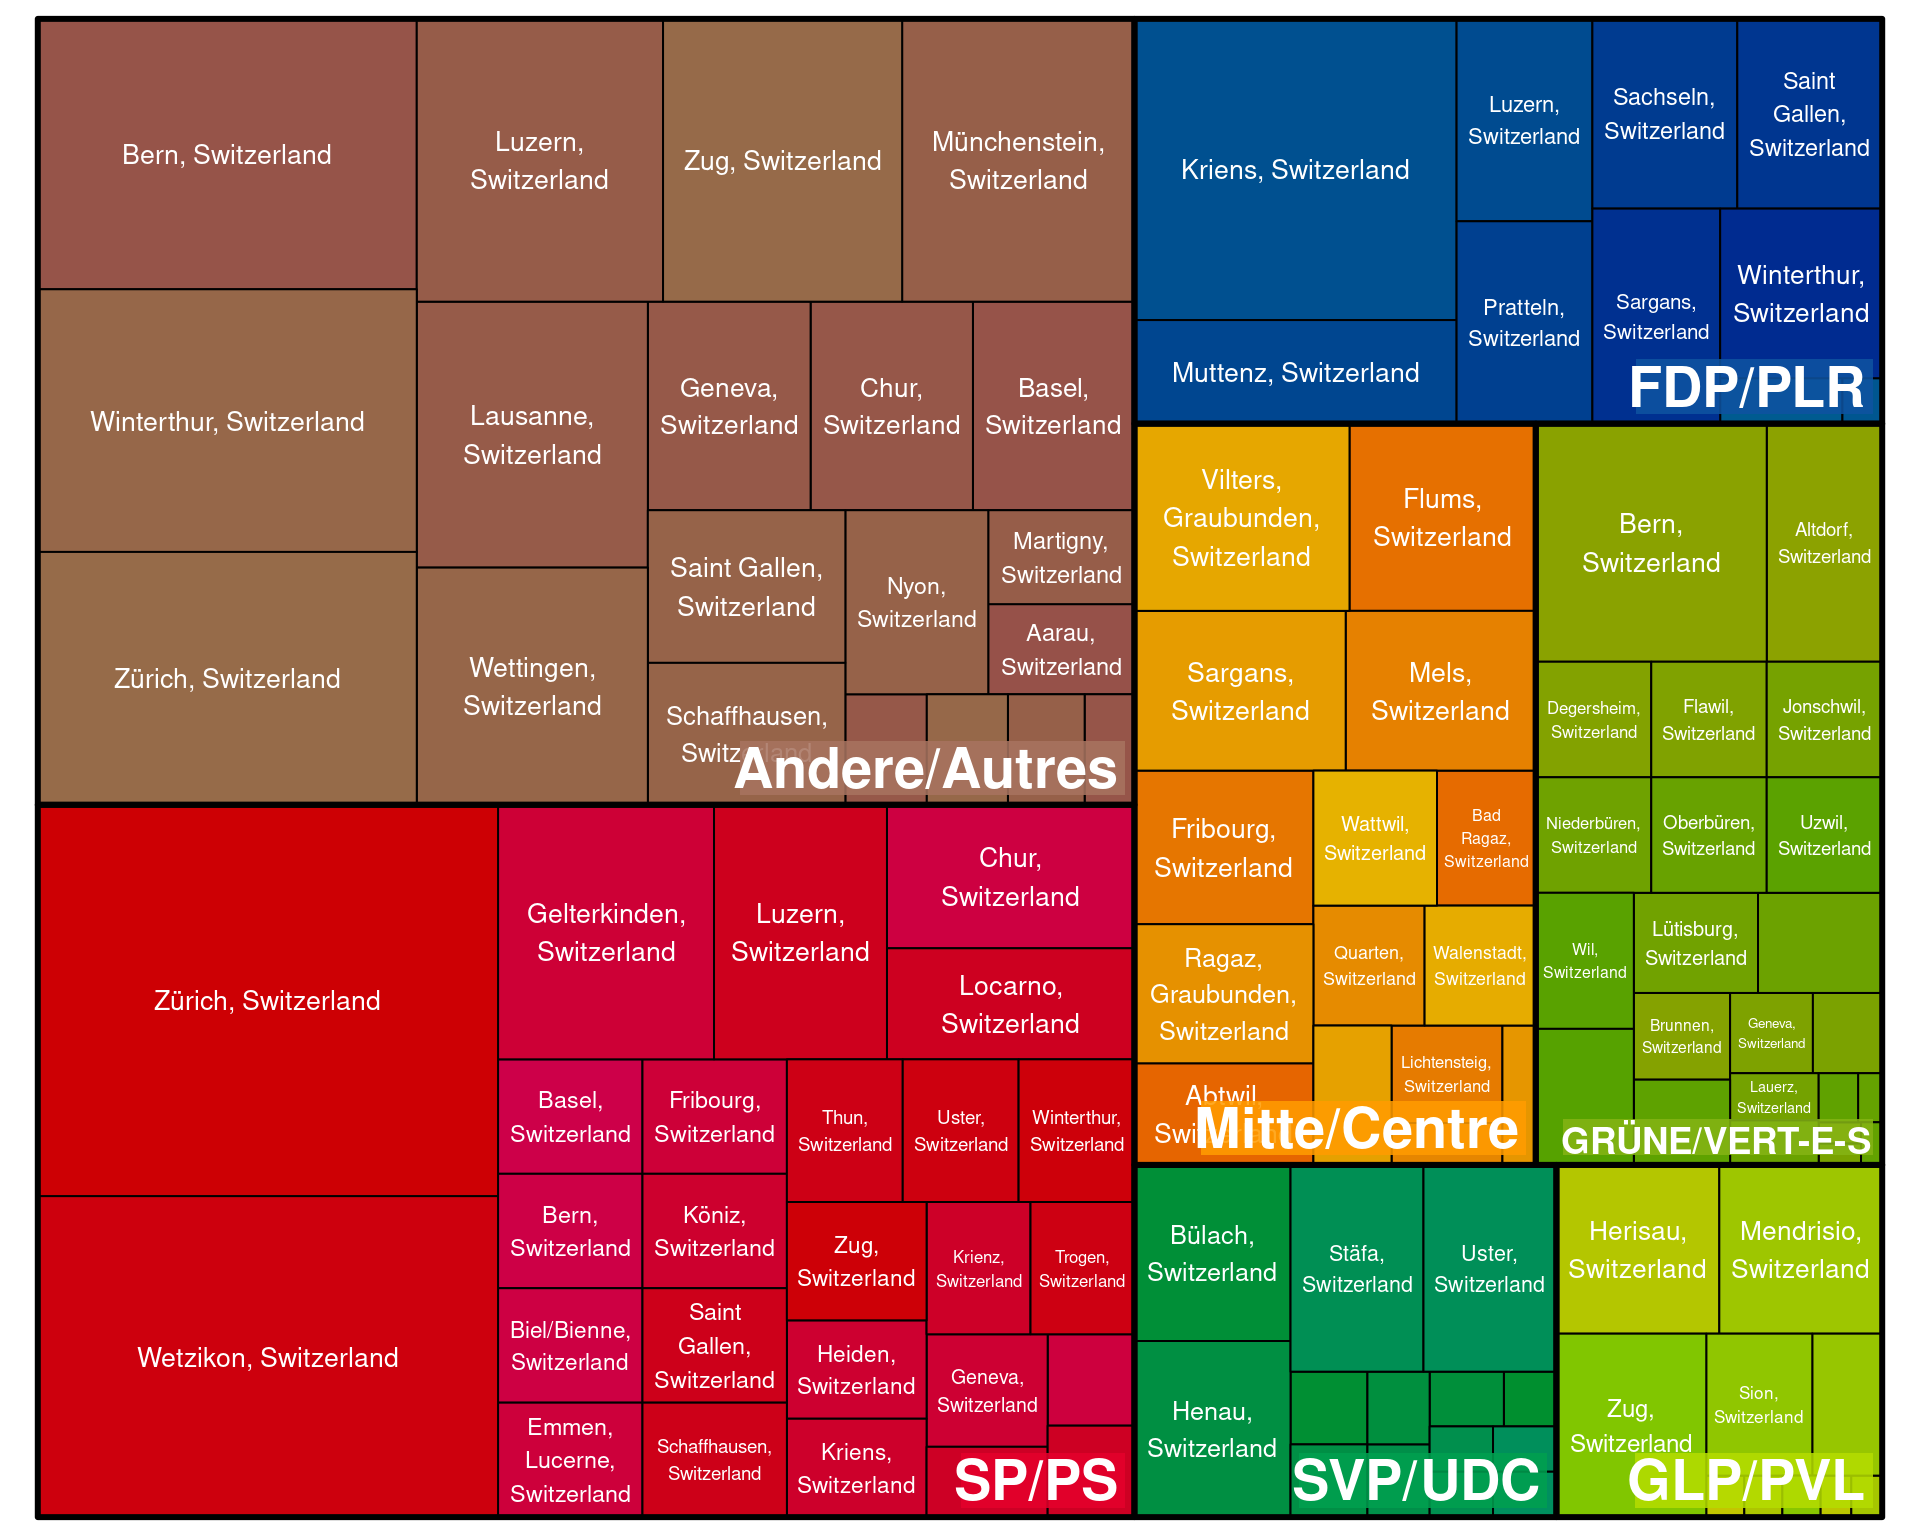 Bern, Switzerland
Luzern,
Switzerland
Zug, Switzerland
Münchenstein,
Switzerland
Winterthur, Switzerland
Lausanne,
Switzerland
Geneva,
Switzerland
Chur,
Switzerland
Basel,
Switzerland
Zürich, Switzerland
Wettingen,
Switzerland
Saint Gallen,
Switzerland
Nyon,
Switzerland
Martigny,
Switzerland
Aarau,
Switzerland
Schaffhausen,
Switzerland
Andere/Autres
Kriens, Switzerland
Luzern,
Switzerland
Sachseln,
Switzerland
Saint
Gallen,
Switzerland
Muttenz, Switzerland
Pratteln,
Switzerland
Sargans,
Switzerland
Winterthur,
Switzerland
FDP/PLR
Vilters,
Graubunden,
Switzerland
Flums,
Switzerland
Sargans,
Switzerland
Mels,
Switzerland
Fribourg,
Switzerland
Wattwil,
Switzerland
Bad
Ragaz,
Switzerland
Ragaz,
Graubunden,
Switzerland
Quarten,
Switzerland
Walenstadt,
Switzerland
Lichtensteig,
Switzerland
Abtwil,
Mitte/Centre
Bern,
Switzerland
Altdorf,
Switzerland
Degersheim,
Switzerland
Flawil,
Switzerland
Jonschwil,
Switzerland
Niederbüren,
Switzerland
Oberbüren,
Switzerland
Uzwil,
Switzerland
Wil,
Switzerland
Lütisburg,
Switzerland
Brunnen,
Switzerland
Geneva,
Switzerland
Lauerz,
Switzerland
GRÜNE/VERT-E-S
Zürich, Switzerland
Gelterkinden,
Switzerland
Luzern,
Switzerland
Chur,
Switzerland
Locarno,
Switzerland
Wetzikon, Switzerland
Basel,
Switzerland
Fribourg,
Switzerland
Thun,
Switzerland
Uster,
Switzerland
Winterthur,
Switzerland
Bern,
Switzerland
Köniz,
Switzerland
Zug,
Switzerland
Krienz,
Switzerland
Trogen,
Switzerland
Biel/Bienne,
Switzerland
Saint
Gallen,
Switzerland
Heiden,
Switzerland
Geneva,
Switzerland
Emmen,
Lucerne,
Switzerland
Schaffhausen,
Switzerland
Kriens,
Switzerland
SP/PS
Bülach,
Switzerland
Stäfa,
Switzerland
Uster,
Switzerland
Henau,
Switzerland
SVP/UDC
Herisau,
Switzerland
Mendrisio,
Switzerland
Zug,
Switzerland
Sion,
Switzerland
GLP/PVL